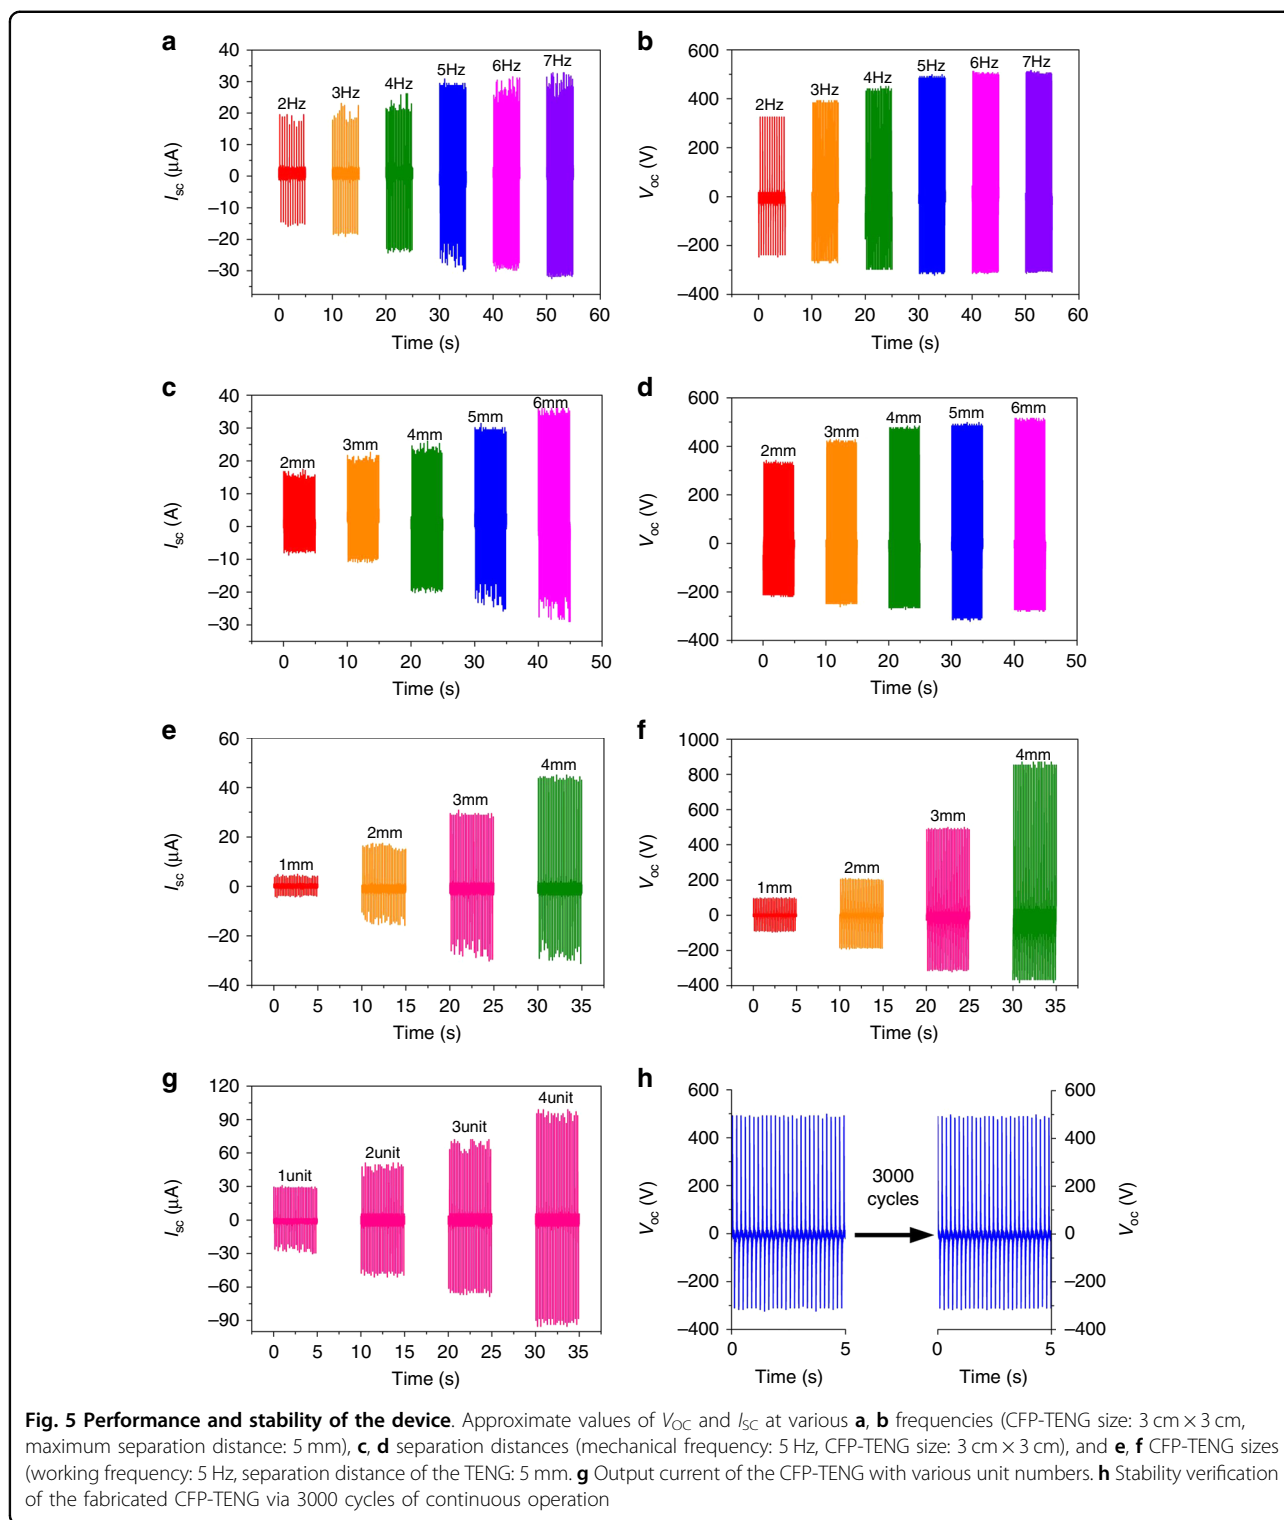 a
40
30
20
10
0
−10
−20
−30
I_sc (μA)
2Hz
3Hz
4Hz
5Hz
6Hz
7Hz
0 10 20 30 40 50 60
Time (s)
b
600
400
200
0
−200
−400
V_oc (V)
2Hz
3Hz
4Hz
5Hz
6Hz
7Hz
0 10 20 30 40 50 60
Time (s)
c
40
30
20
10
0
−10
−20
−30
I_sc (A)
2mm
3mm
4mm
5mm
6mm
0 10 20 30 40 50
Time (s)
d
600
400
200
0
−200
−400
V_oc (V)
2mm
3mm
4mm
5mm
6mm
0 10 20 30 40 50
Time (s)
e
60
40
20
0
−20
−40
I_sc (μA)
1mm
2mm
3mm
4mm
0 5 10 15 20 25 30 35
Time (s)
f
1000
800
600
400
200
0
−200
−400
V_oc (V)
1mm
2mm
3mm
4mm
0 5 10 15 20 25 30 35
Time (s)
g
120
90
60
30
0
−30
−60
−90
I_sc (μA)
1unit
2unit
3unit
4unit
0 5 10 15 20 25 30 35
Time (s)
h
600
400
200
0
−200
−400
V_oc (V)
0 5
Time (s)
3000
cycles
600
400
200
0
−200
−400
V_oc (V)
0 5
Time (s)
Fig. 5 Performance and stability of the device. Approximate values of V_OC and I_SC at various a, b frequencies (CFP-TENG size: 3 cm × 3 cm,
maximum separation distance: 5 mm), c, d separation distances (mechanical frequency: 5 Hz, CFP-TENG size: 3 cm × 3 cm), and e, f CFP-TENG sizes
(working frequency: 5 Hz, separation distance of the TENG: 5 mm. g Output current of the CFP-TENG with various unit numbers. h Stability verification
of the fabricated CFP-TENG via 3000 cycles of continuous operation